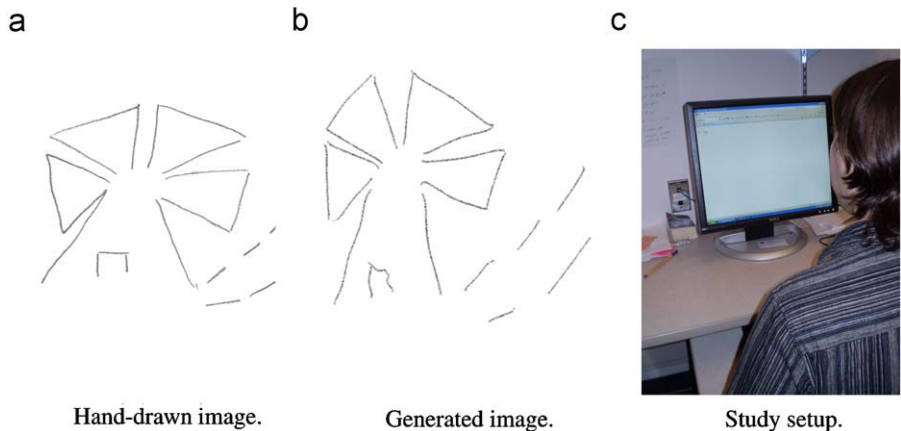 a
b
c
Hand-drawn image.
Generated image.
Study setup.